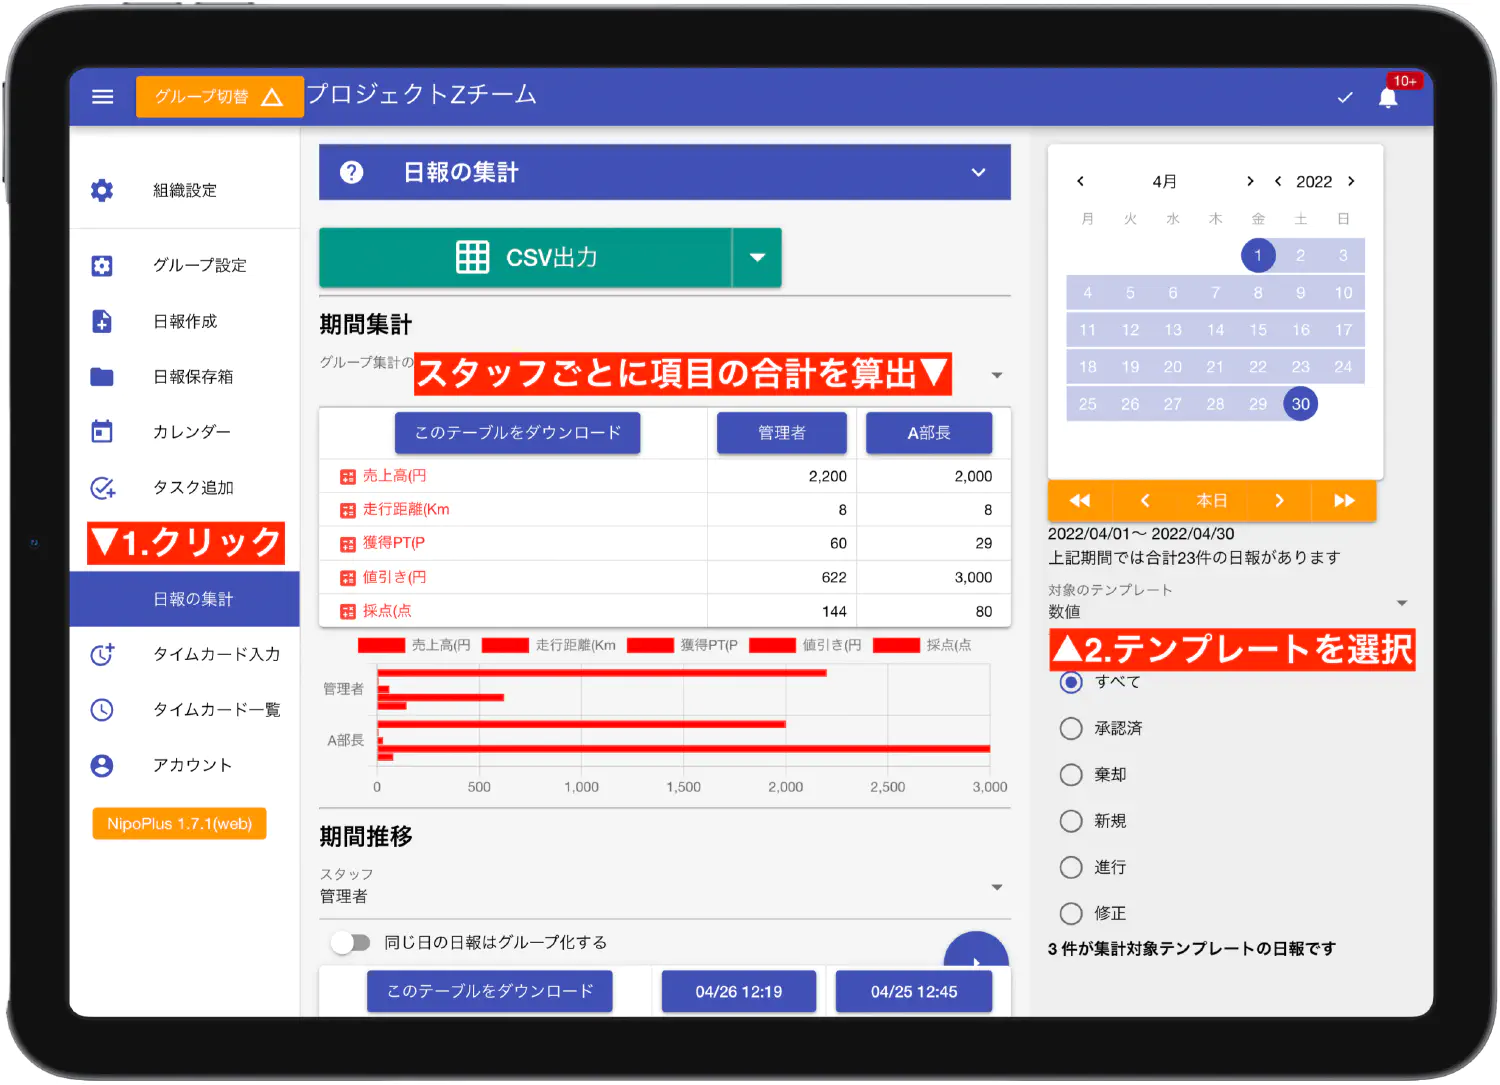 グループ切替
プロジェクトZチーム
10+
組織設定
グループ設定
日報作成
日報保存箱
カレンダー
タスク追加
▼1.クリック
日報の集計
タイムカード入力
タイムカード一覧
アカウント
NipoPlus 1.7.1(web)
日報の集計
CSV出力
期間集計
グループ集計の
スタッフごとに項目の合計を算出▼
このテーブルをダウンロード 管理者 A部長
売上高(円 2,200 2,000
走行距離(Km 8 8
獲得PT(P 60 29
値引き(円 622 3,000
採点(点 144 80
売上高(円 走行距離(Km 獲得PT(P 値引き(円 採点(点
管理者
A部長
0 500 1,000 1,500 2,000 2,500 3,000
期間推移
スタッフ
管理者
同じ日の日報はグループ化する
このテーブルをダウンロード 04/26 12:19 04/25 12:45
4月 2022
月 火 水 木 金 土 日
1 2 3
4 5 6 7 8 9 10
11 12 13 14 15 16 17
18 19 20 21 22 23 24
25 26 27 28 29 30
本日
2022/04/01〜 2022/04/30
上記期間では合計23件の日報があります
対象のテンプレート
数値
▲2.テンプレートを選択
すべて
承認済
棄却
新規
進行
修正
3 件が集計対象テンプレートの日報です